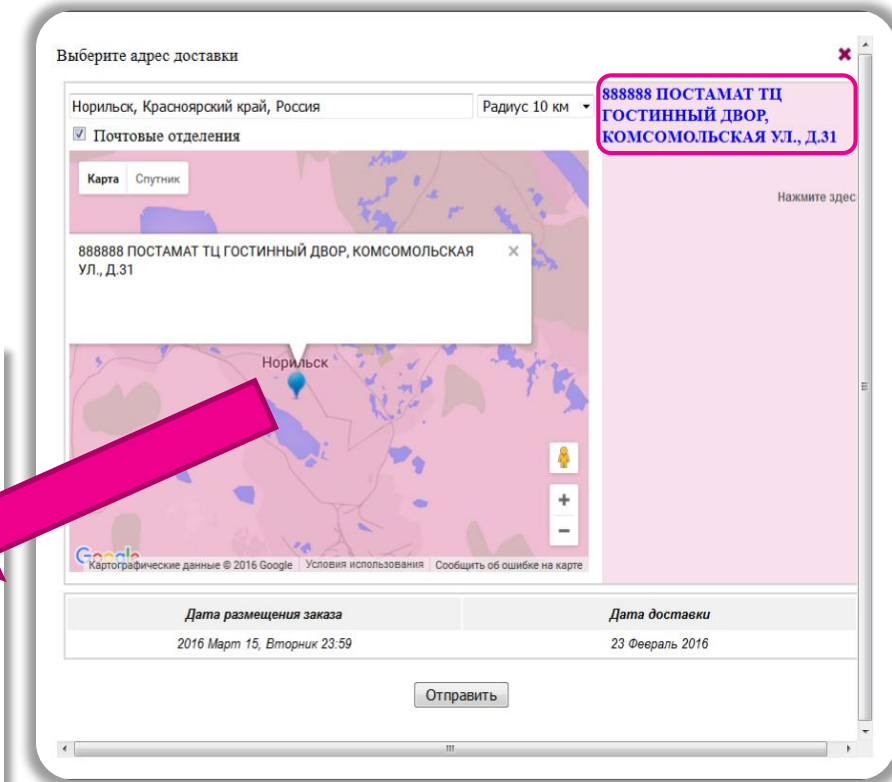 Выберите адрес доставки
Норильск, Красноярский край, Россия
Радиус 10 км
Почтовые отделения
888888 ПОСТАМАТ ТЦ
ГОСТИННЫЙ ДВОР,
КОМСОМОЛЬСКАЯ УЛ., Д.31
Нажмите здес
Карта Спутник
888888 ПОСТАМАТ ТЦ ГОСТИННЫЙ ДВОР, КОМСОМОЛЬСКАЯ
УЛ., Д.31
Норильск
Google
Картографические данные © 2016 Google Условия использования Сообщить об ошибке на карте
Дата размещения заказа Дата доставки
2016 Март 15, Вторник 23:59 23 Февраль 2016
Отправить